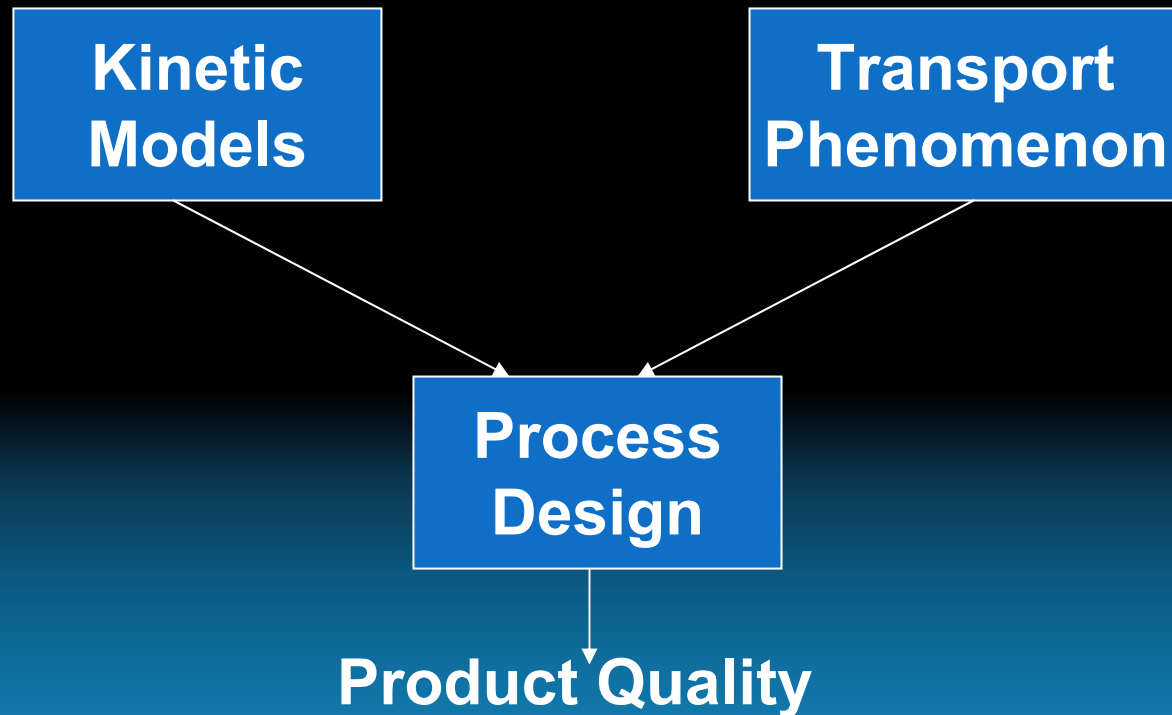 Kinetic
Models
Transport
Phenomenon
Process
Design
Product Quality